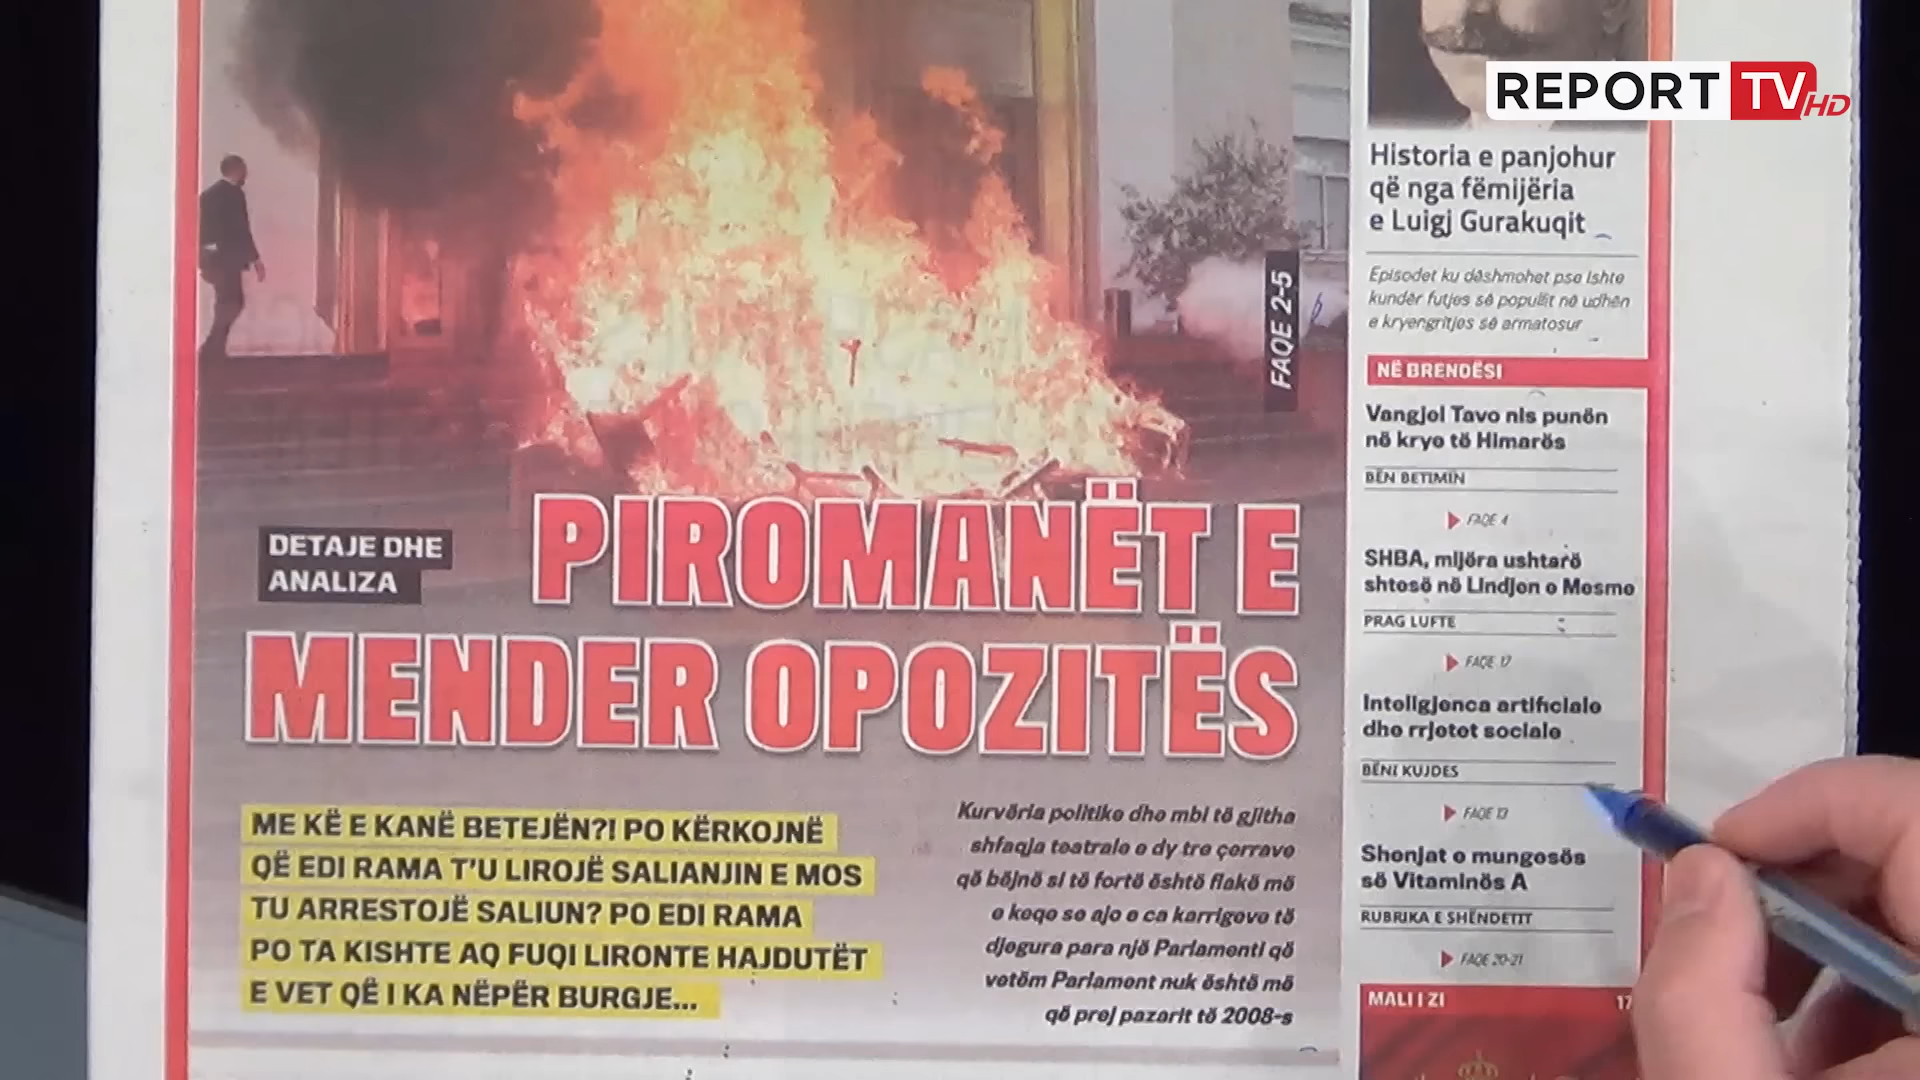 REPORT TV HD
Historia e panjohur
që nga fëmijëria
e Luigj Gurakuqit
Episodet ku dëshmohet pse ishte
kundër futjes së popullit në udhën
e kryengritjes së armatosur
FAQE 2-5
NË BRENDËSI
Vangjel Tavo nis punën
në krye të Himarës
BËN BETIMIN
FAQE 4
SHBA, mijëra ushtarë
shtesë në Lindjen e Mesme
PRAG LUFTE
FAQE 17
Inteligjenca artificiale
dhe rrjetet sociale
BËNI KUJDES
FAQE 13
Shenjat e mungesës
së Vitaminës A
RUBRIKA E SHËNDETIT
FAQE 20-21
MALI I ZI 17
DETAJE DHE
ANALIZA
PIROMANËT E
MENDER OPOZITËS
ME KË E KANË BETEJËN?! PO KËRKOJNË
QË EDI RAMA T'U LIROJË SALIANJIN E MOS
TU ARRESTOJË SALIUN? PO EDI RAMA
PO TA KISHTE AQ FUQI LIRONTE HAJDUTËT
E VET QË I KA NËPËR BURGJE...
Kurvëria politike dhe mbi të gjitha
shfaqja teatrale e dy tre çerrave
që bëjnë si të fortë është flakë më
e keqe se ajo e ca karrigeve të
djegura para një Parlamenti që
vetëm Parlament nuk është më
që prej pazarit të 2008-s